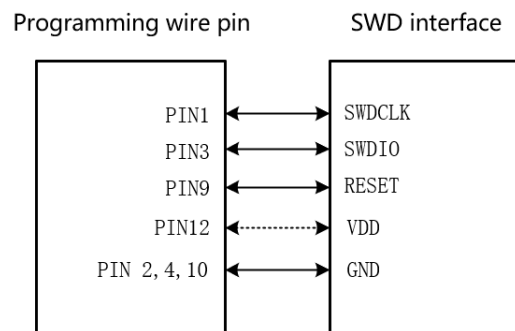 Programming wire pin SWD interface
PIN1 SWDCLK
PIN3 SWDIO
PIN9 RESET
PIN12 VDD
PIN 2,4,10 GND